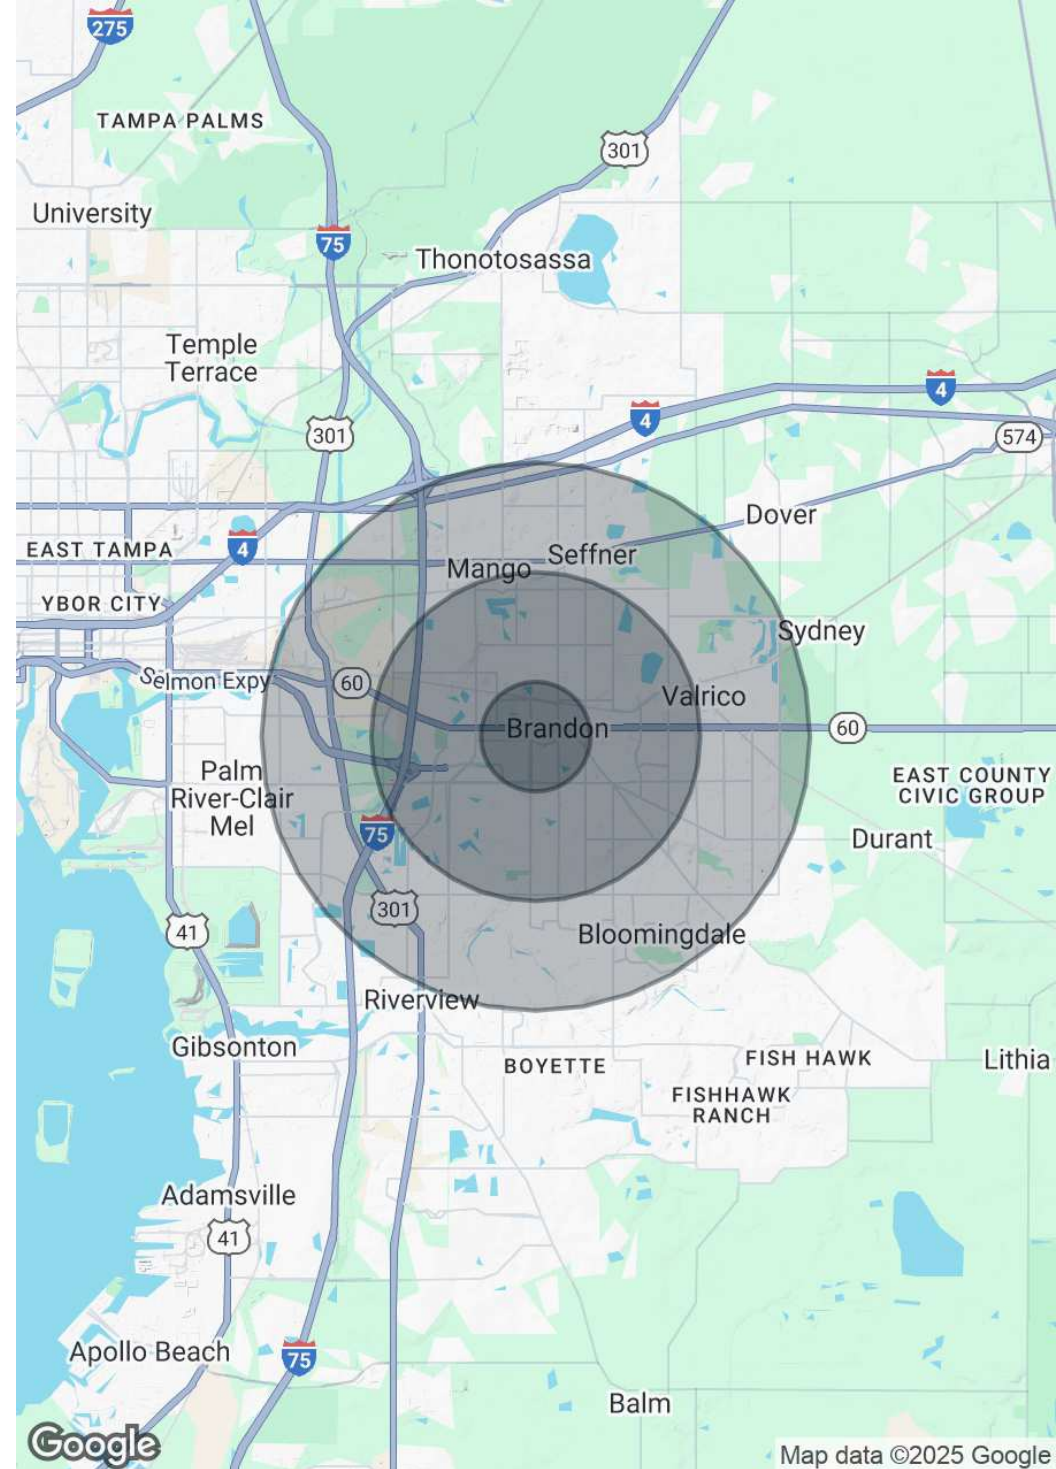 275
TAMPA PALMS
301
University
75
Thonotosassa
Temple
Terrace
4
4
301
574
Dover
EAST TAMPA
4
Seffner
Mango
YBOR CITY
Sydney
Selmon Expy
60
Valrico
Brandon
60
Palm
River-Clair
Mel
EAST COUNTY
CIVIC GROUP
75
Durant
301
41
Bloomingdale
Riverview
Gibsonton
BOYETTE
FISH HAWK
Lithia
FISHHAWK
RANCH
Adamsville
41
Apollo Beach
75
Balm
Google
Map data ©2025 Google